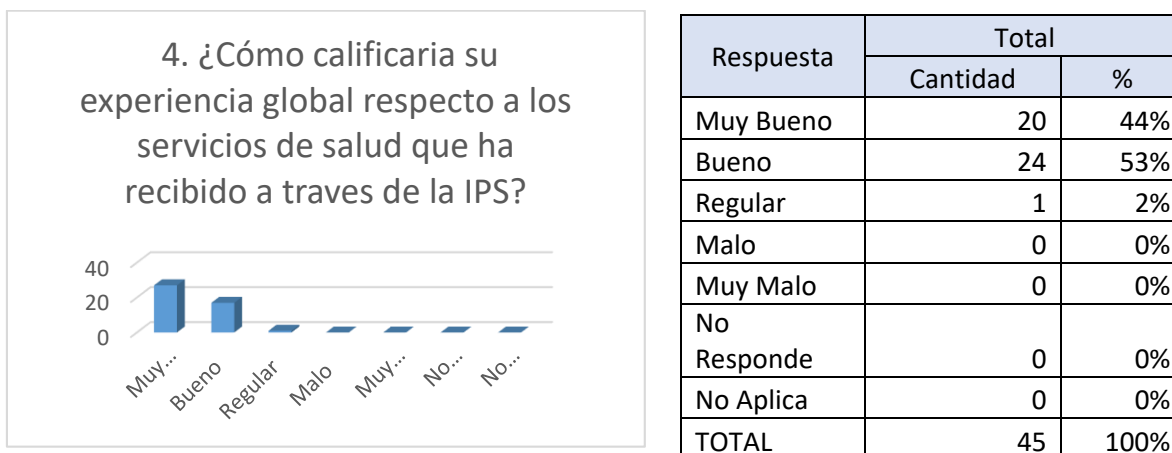 4. ¿Cómo calificaria su
experiencia global respecto a los
servicios de salud que ha
recibido a traves de la IPS?
40
20
0
Muy...
Bueno
Regular
Malo
Muy...
No...
No...
Respuesta
Total
Cantidad %
Muy Bueno 20 44%
Bueno 24 53%
Regular 1 2%
Malo 0 0%
Muy Malo 0 0%
No
Responde 0 0%
No Aplica 0 0%
TOTAL 45 100%